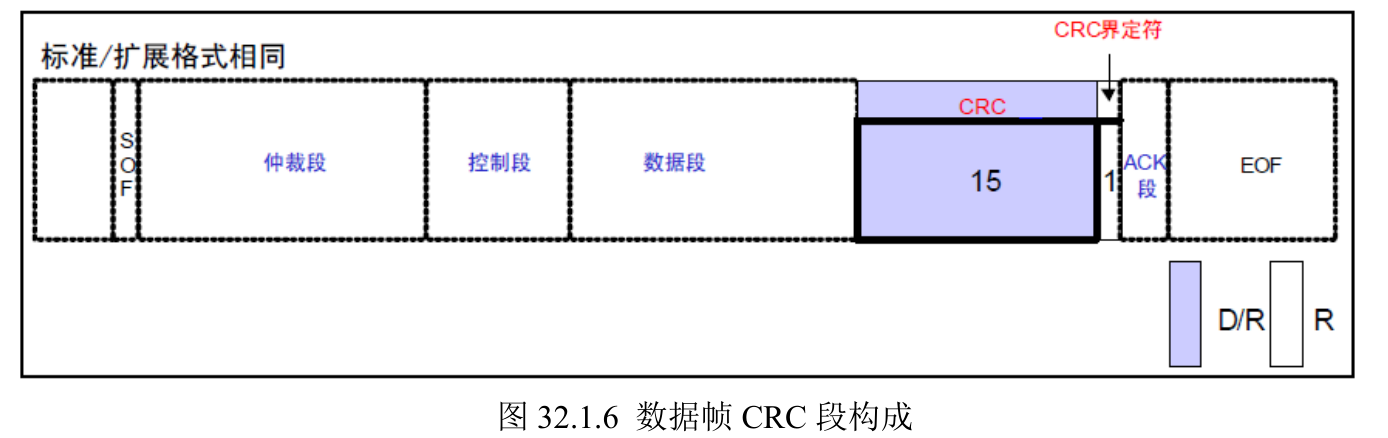 CRC界定符
标准/扩展格式相同
CRC
SOF
仲裁段
控制段
数据段
15
1
ACK
段
EOF
D/R
R
图 32.1.6 数据帧 CRC 段构成